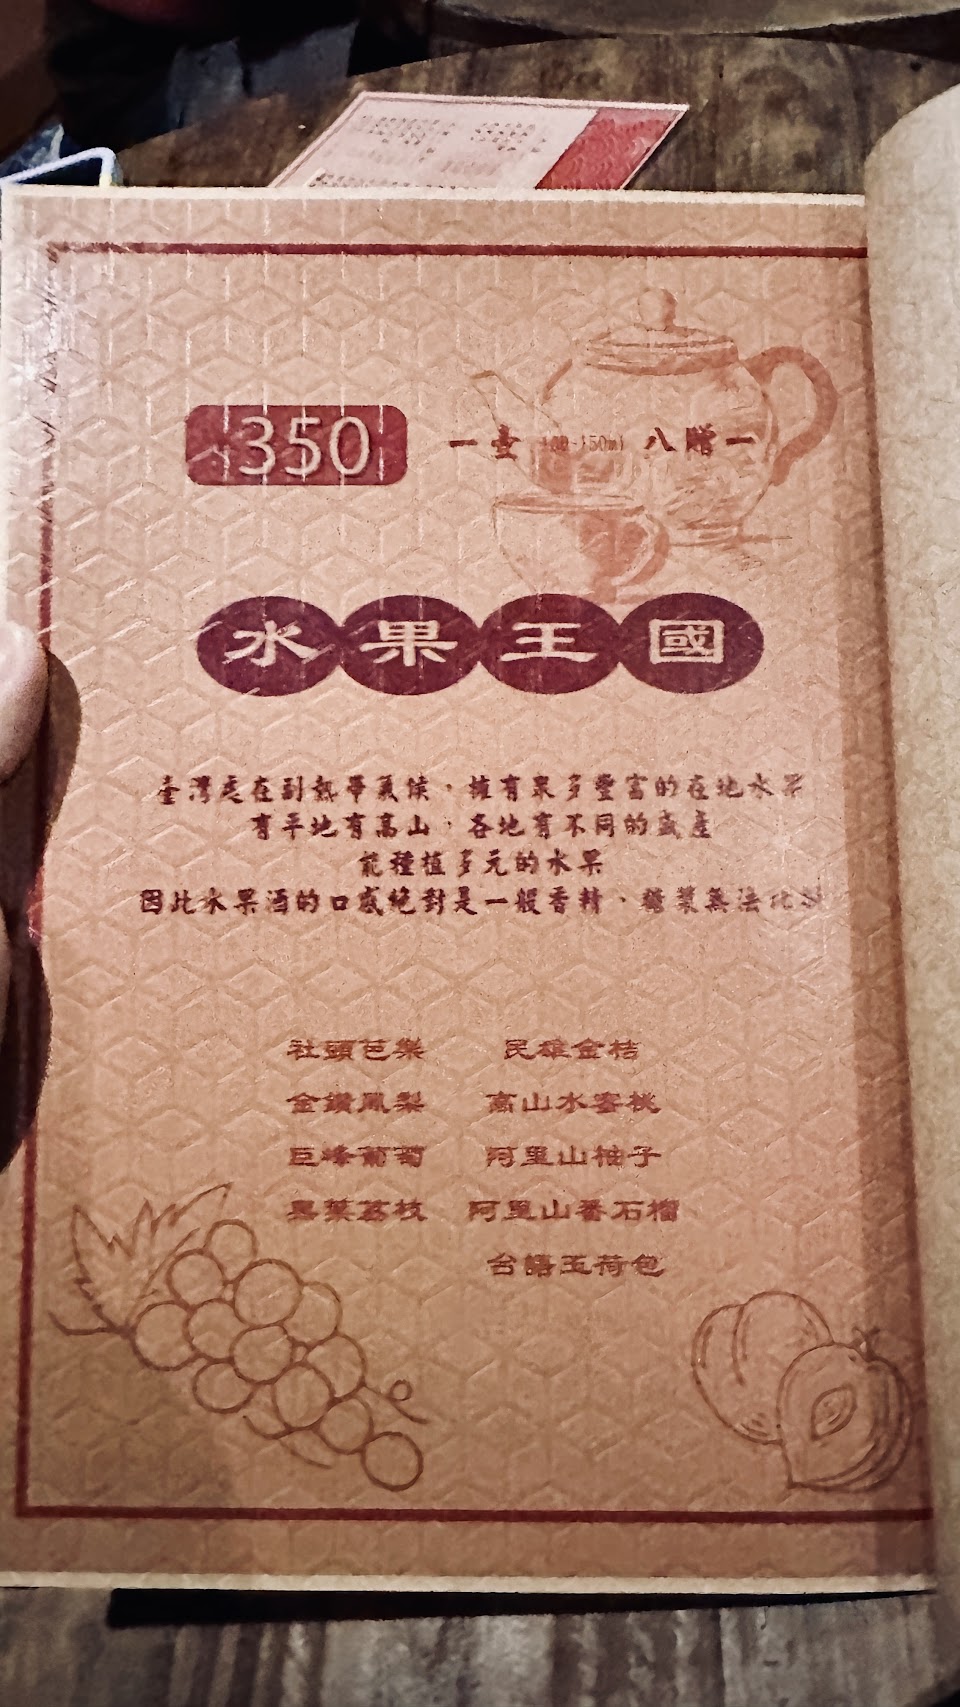 350
一壺 100-150ml 八贈一
水果王國
臺灣處在副熱帶氣候，擁有眾多豐富的在地水果
有平地有高山，各地有不同的盛產
能種植多元的水果
因此水果酒的口感絕對是一般香精、糖漿無法比
社頭芭樂 民雄金桔
金鑽鳳梨 高山水蜜桃
巨峰葡萄 阿里山柚子
黑葉荔枝 阿里山番石榴
台語玉荷包